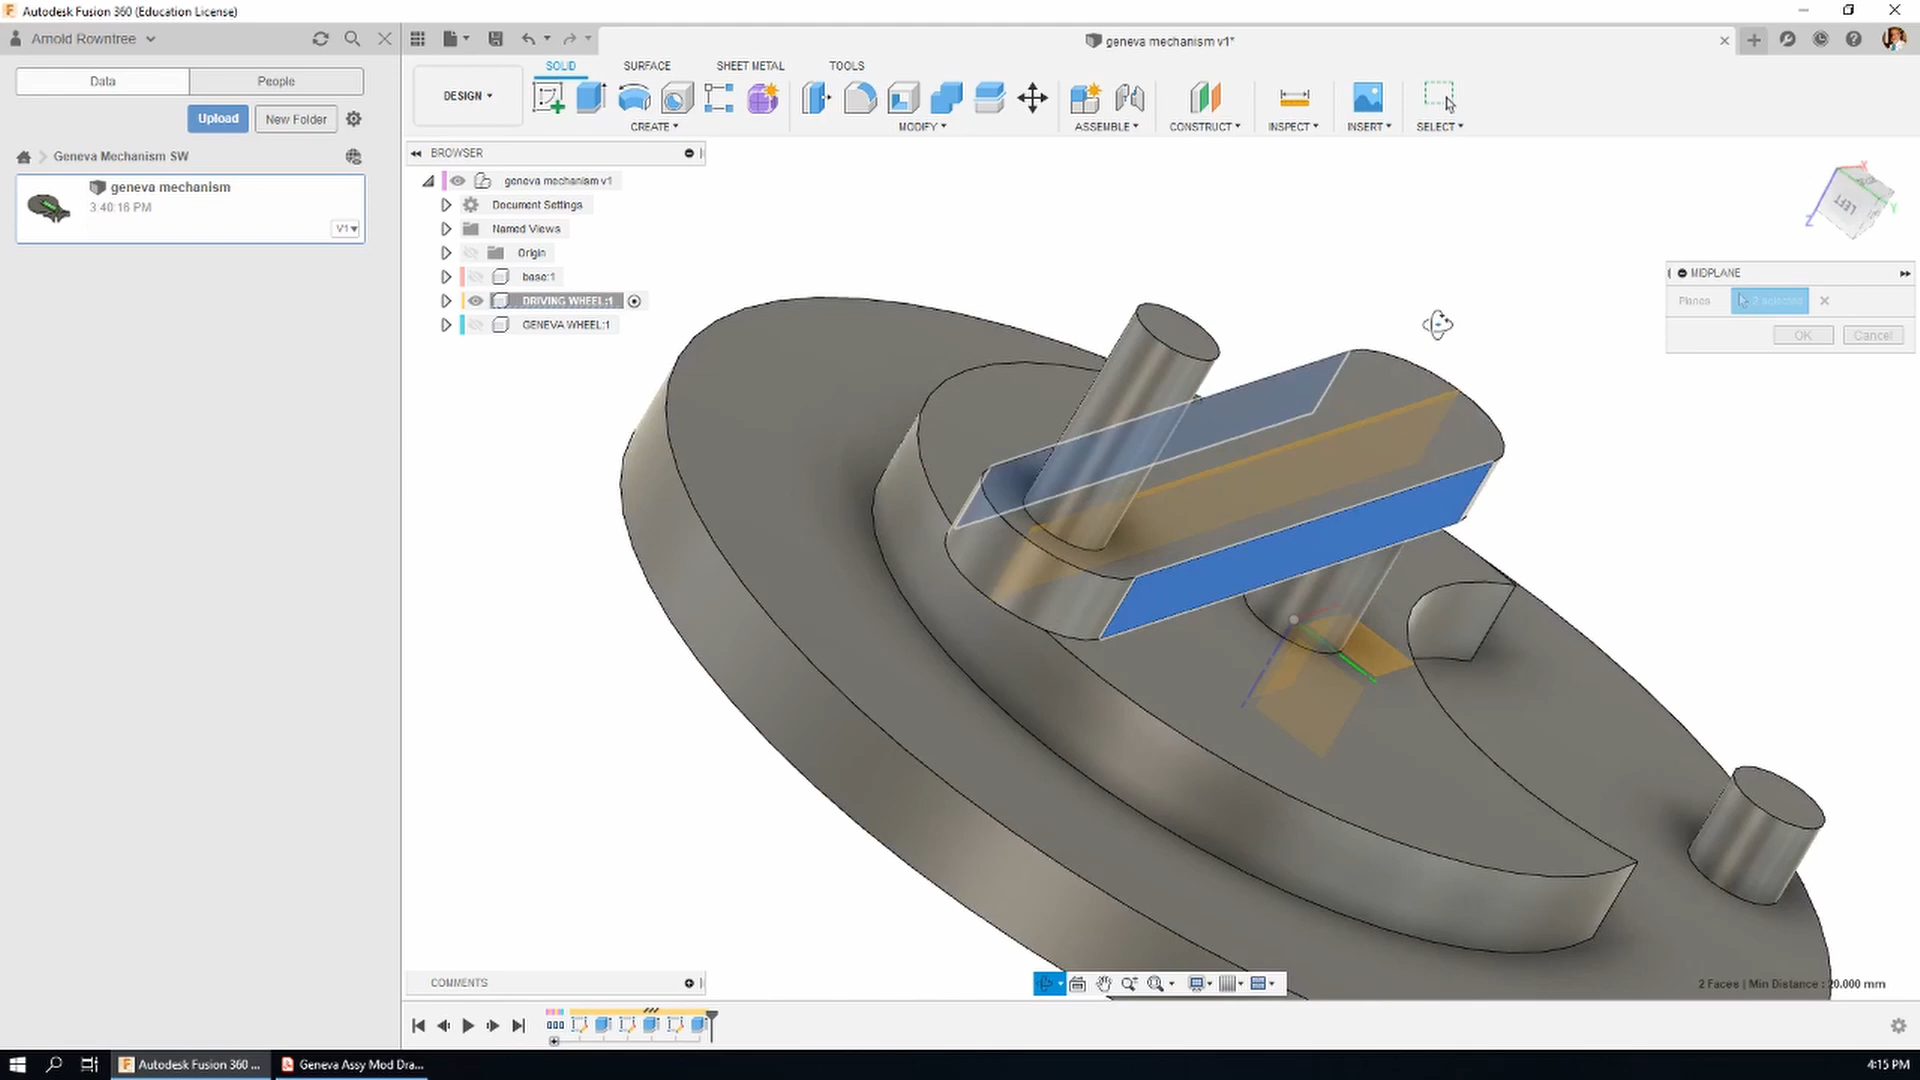 Autodesk Fusion 360 (Education License)
Arnold Rowntree
geneva mechanism v1*
Data
People
Upload
New Folder
Geneva Mechanism SW
geneva mechanism
3:40:16 PM
V1
SOLID
SURFACE
SHEET METAL
TOOLS
DESIGN
CREATE
MODIFY
ASSEMBLE
CONSTRUCT
INSPECT
INSERT
SELECT
BROWSER
geneva mechanism v1
Document Settings
Named Views
Origin
base:1
DRIVING WHEEL:1
GENEVA WHEEL:1
X
Y
Z
LEFT
MIDPLANE
Planes
2 selected
OK
Cancel
COMMENTS
2 Faces | Min Distance : 20.000 mm
Autodesk Fusion 360 ...
Geneva Assy Mod Dra...
4:15 PM